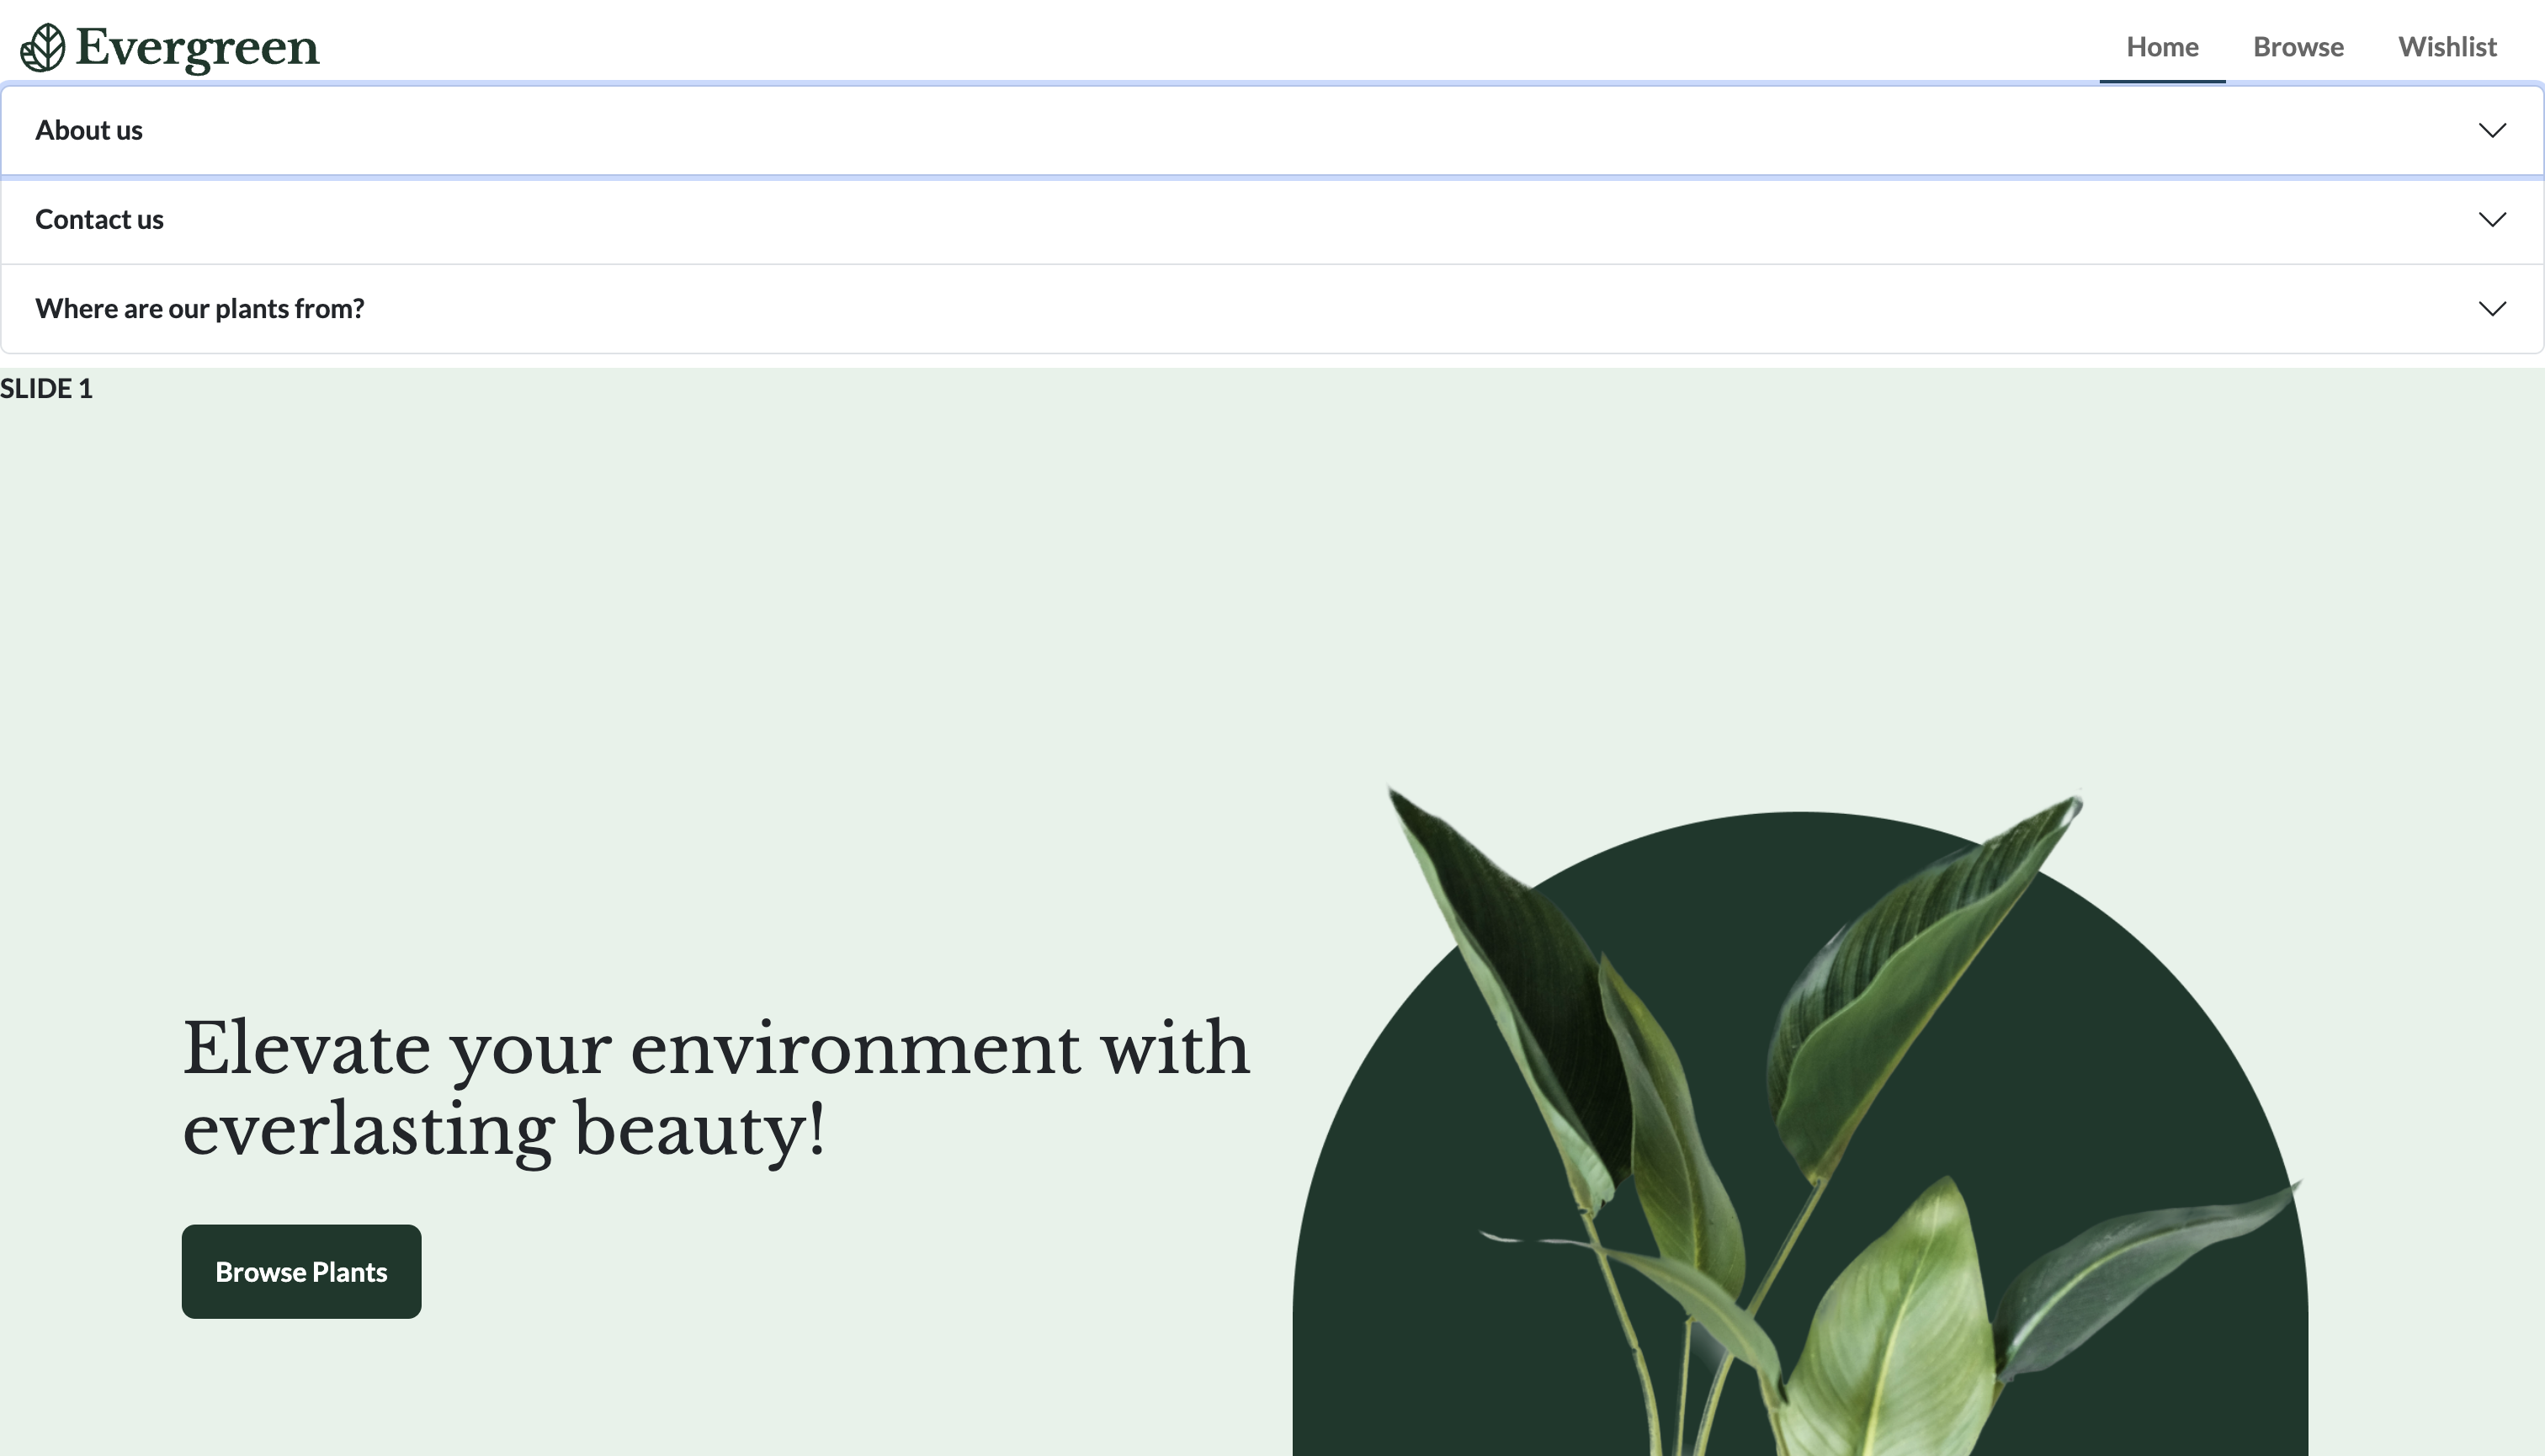 Evergreen
Home Browse Wishlist
About us
Contact us
Where are our plants from?
SLIDE 1
Elevate your environment with
everlasting beauty!
Browse Plants